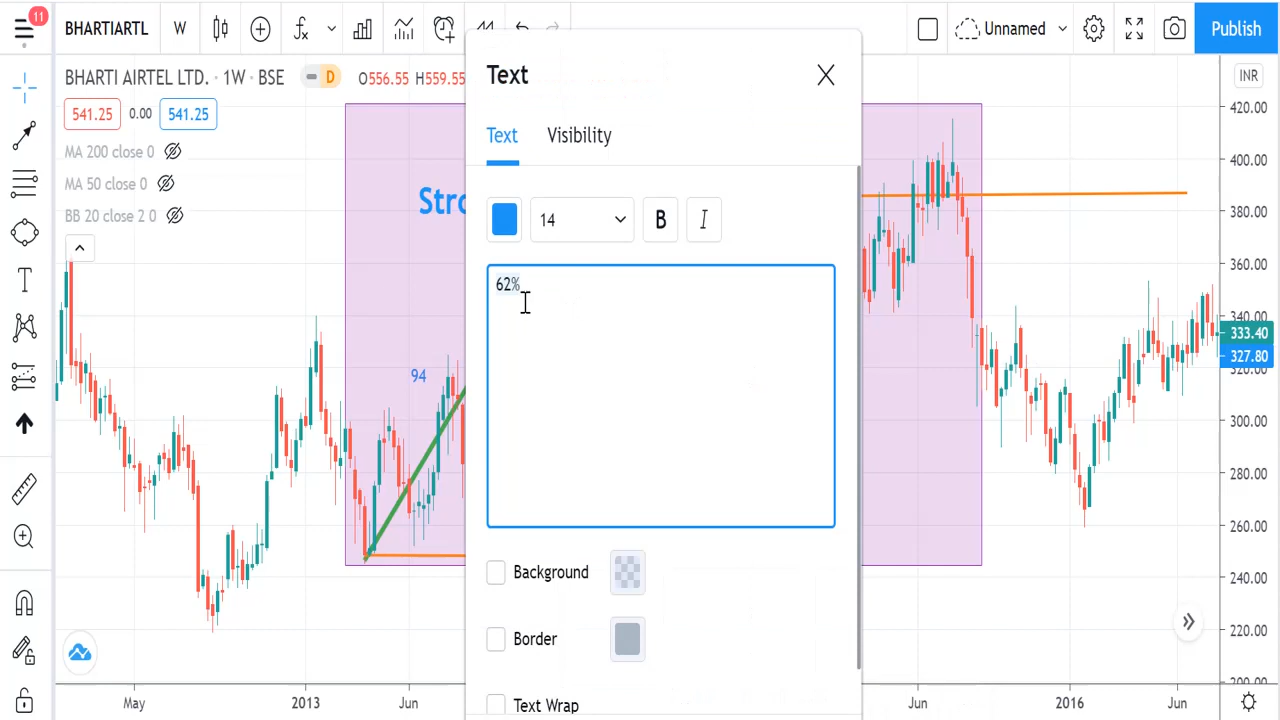 11
BHARTIARTL
W
Unnamed
Publish
BHARTI AIRTEL LTD. · 1W · BSE
D
O556.55 H559.55
INR
541.25
0.00
541.25
MA 200 close 0
MA 50 close 0
BB 20 close 2 0
Text
Text
Visibility
14
B
I
62%
Background
Border
Text Wrap
94
T
420.00
400.00
380.00
360.00
340.00
333.40
327.80
320.00
300.00
280.00
260.00
240.00
220.00
200.00
May
2013
Jun
Jun
2016
Jun